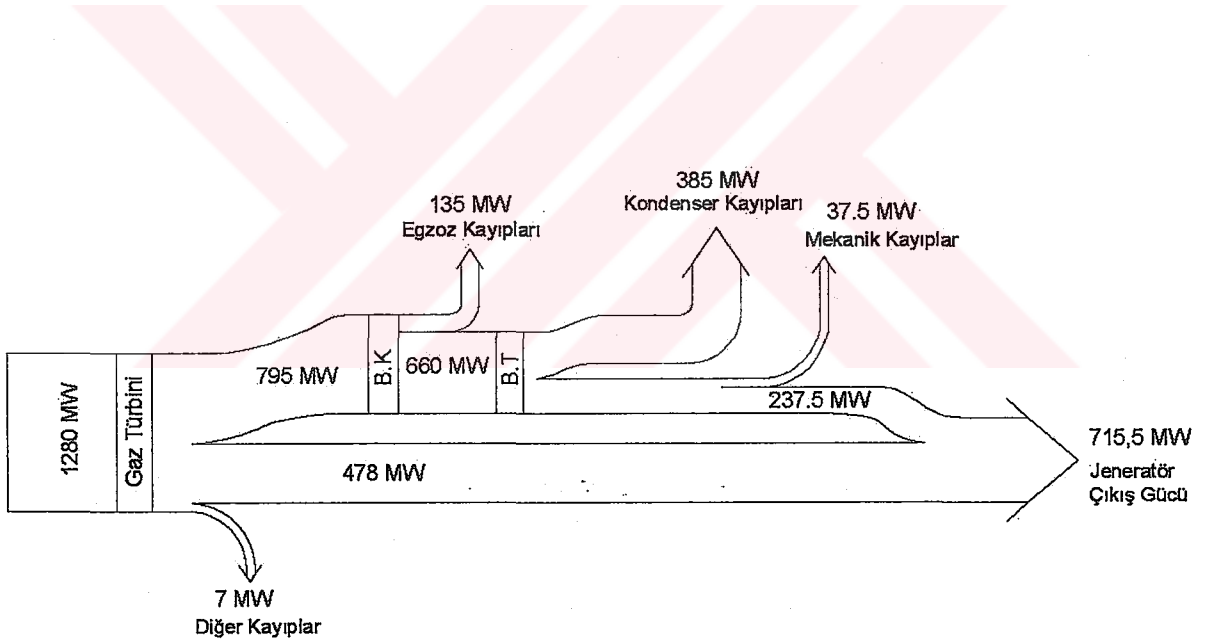 135 MW
Egzoz Kayıpları
385 MW
Kondenser Kayıpları
37.5 MW
Mekanik Kayıplar
1280 MW
Gaz Türbini
795 MW
B.K
660 MW
B.T
237.5 MW
478 MW
715,5 MW
Jeneratör
Çıkış Gücü
7 MW
Diğer Kayıplar